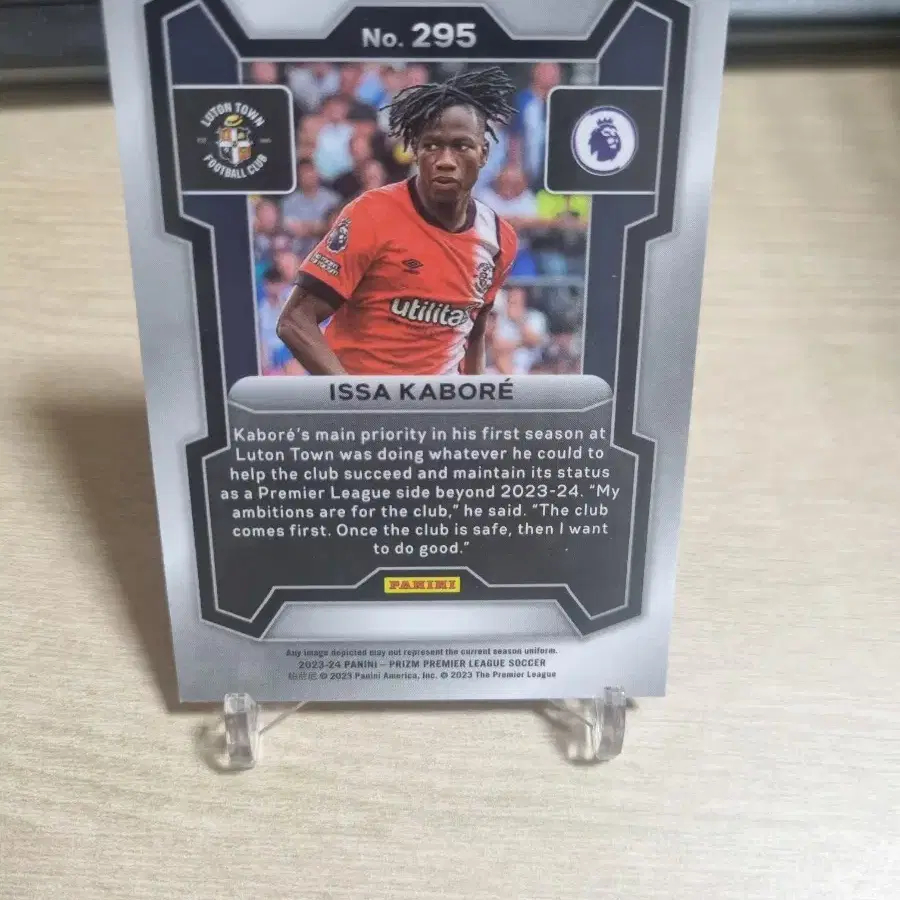 No. 295
LUTON TOWN
FOOTBALL CLUB
utilita
ISSA KABORÉ
Kaboré's main priority in his first season at
Luton Town was doing whatever he could to
help the club succeed and maintain its status
as a Premier League side beyond 2023-24. "My
ambitions are for the club," he said. "The club
comes first. Once the club is safe, then I want
to do good."
PANINI
Any image depicted may not represent the current season uniform.
2023-24 PANINI – PRIZM PREMIER LEAGUE SOCCER
© 2023 Panini America, Inc. © 2023 The Premier League